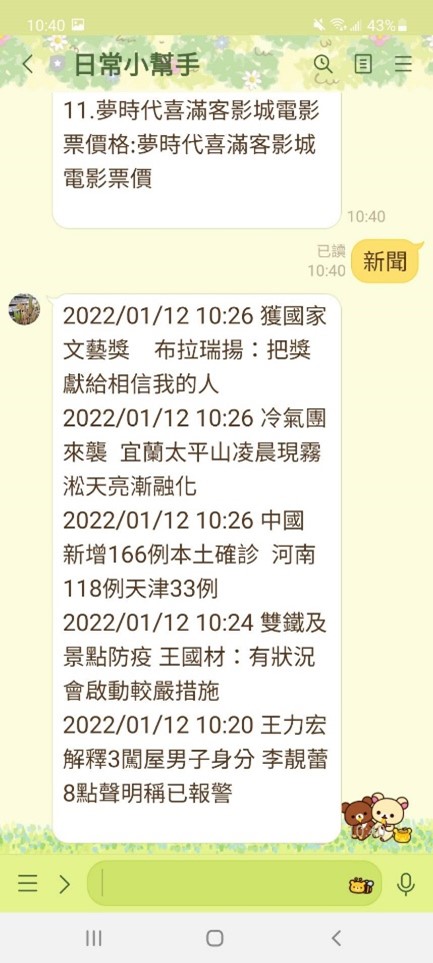 10:40
43%
日常小幫手
11.夢時代喜滿客影城電影
票價格:夢時代喜滿客影城
電影票價
10:40
已讀
10:40
新聞
2022/01/12 10:26 獲國家
文藝獎　布拉瑞揚：把獎
獻給相信我的人
2022/01/12 10:26 冷氣團
來襲 宜蘭太平山凌晨現霧
淞天亮漸融化
2022/01/12 10:26 中國
新增166例本土確診 河南
118例天津33例
2022/01/12 10:24 雙鐵及
景點防疫 王國材：有狀況
會啟動較嚴措施
2022/01/12 10:20 王力宏
解釋3闖屋男子身分 李靚蕾
8點聲明稱已報警